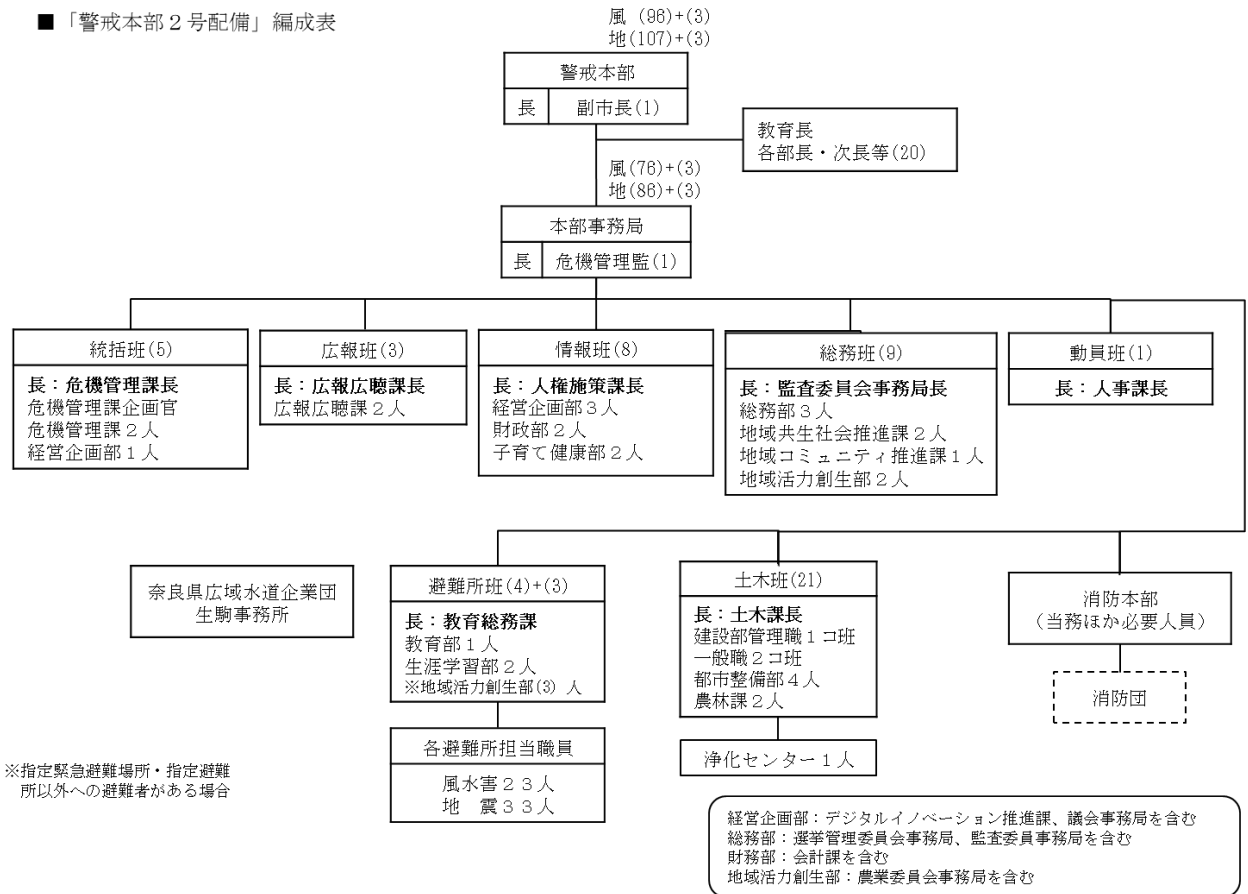 ■「警戒本部２号配備」編成表
風 (96)+(3)
地(107)+(3)
警戒本部
長 副市長(1)
教育長
各部長・次長等(20)
風(76)+(3)
地(86)+(3)
本部事務局
長 危機管理監(1)
統括班(5)
長：危機管理課長
危機管理課企画官
危機管理課２人
経営企画部１人
広報班(3)
長：広報広聴課長
広報広聴課２人
情報班(8)
長：人権施策課長
経営企画部３人
財政部２人
子育て健康部２人
総務班(9)
長：監査委員会事務局長
総務部３人
地域共生社会推進課２人
地域コミュニティ推進課１人
地域活力創生部２人
動員班(1)
長：人事課長
奈良県広域水道企業団
生駒事務所
避難所班(4)+(3)
長：教育総務課
教育部１人
生涯学習部２人
※地域活力創生部(3) 人
各避難所担当職員
風水害２３人
地　震３３人
土木班(21)
長：土木課長
建設部管理職１コ班
一般職２コ班
都市整備部４人
農林課２人
浄化センター１人
消防本部
（当務ほか必要人員）
消防団
※指定緊急避難場所・指定避難
所以外への避難者がある場合
経営企画部：デジタルイノベーション推進課、議会事務局を含む
総務部：選挙管理委員会事務局、監査委員事務局を含む
財務部：会計課を含む
地域活力創生部：農業委員会事務局を含む